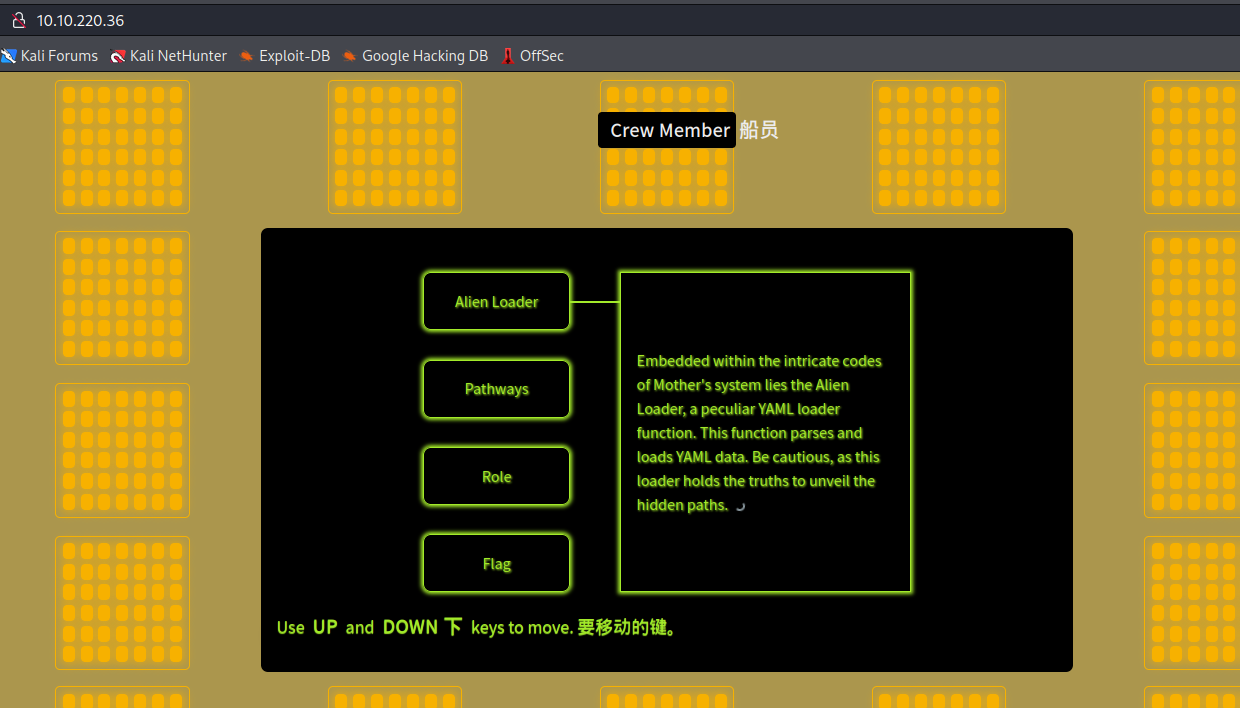 10.10.220.36
Kali Forums Kali NetHunter Exploit-DB Google Hacking DB OffSec
Crew Member 船员
Alien Loader
Pathways
Role
Flag
Embedded within the intricate codes
of Mother's system lies the Alien
Loader, a peculiar YAML loader
function. This function parses and
loads YAML data. Be cautious, as this
loader holds the truths to unveil the
hidden paths.
Use UP and DOWN 下 keys to move. 要移动的键。